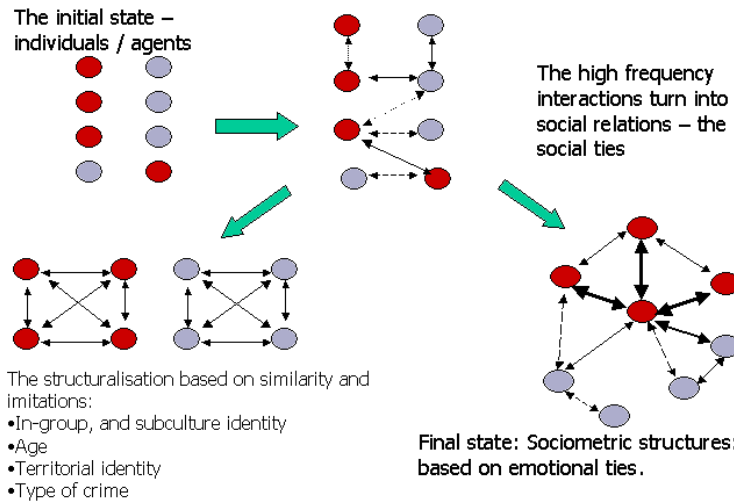 The initial state –
individuals / agents
The high frequency
interactions turn into
social relations – the
social ties
The structuralisation based on similarity and
imitations:
•In-group, and subculture identity
•Age
•Territorial identity
•Type of crime
Final state: Sociometric structures:
based on emotional ties.